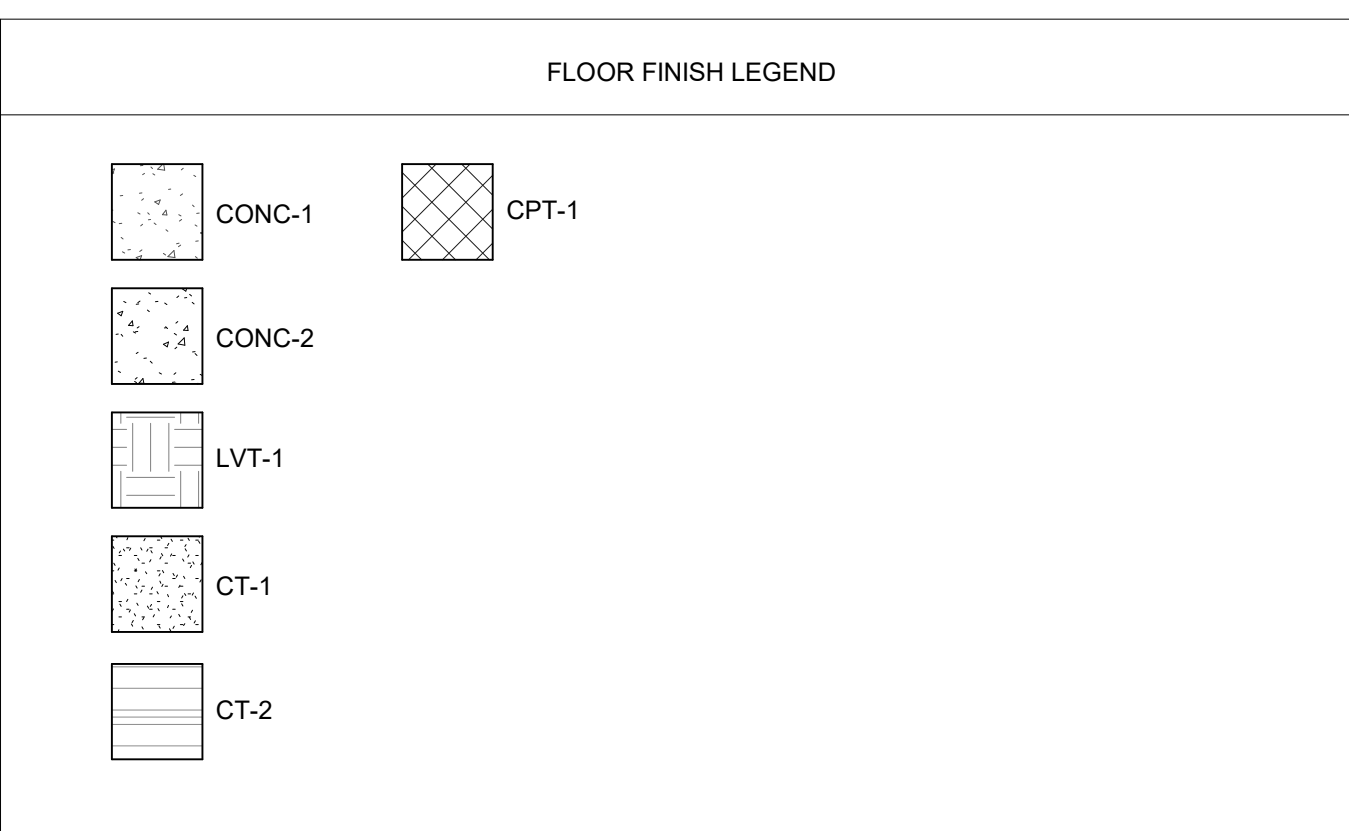 FLOOR FINISH LEGEND
CONC-1
CPT-1
CONC-2
LVT-1
CT-1
CT-2